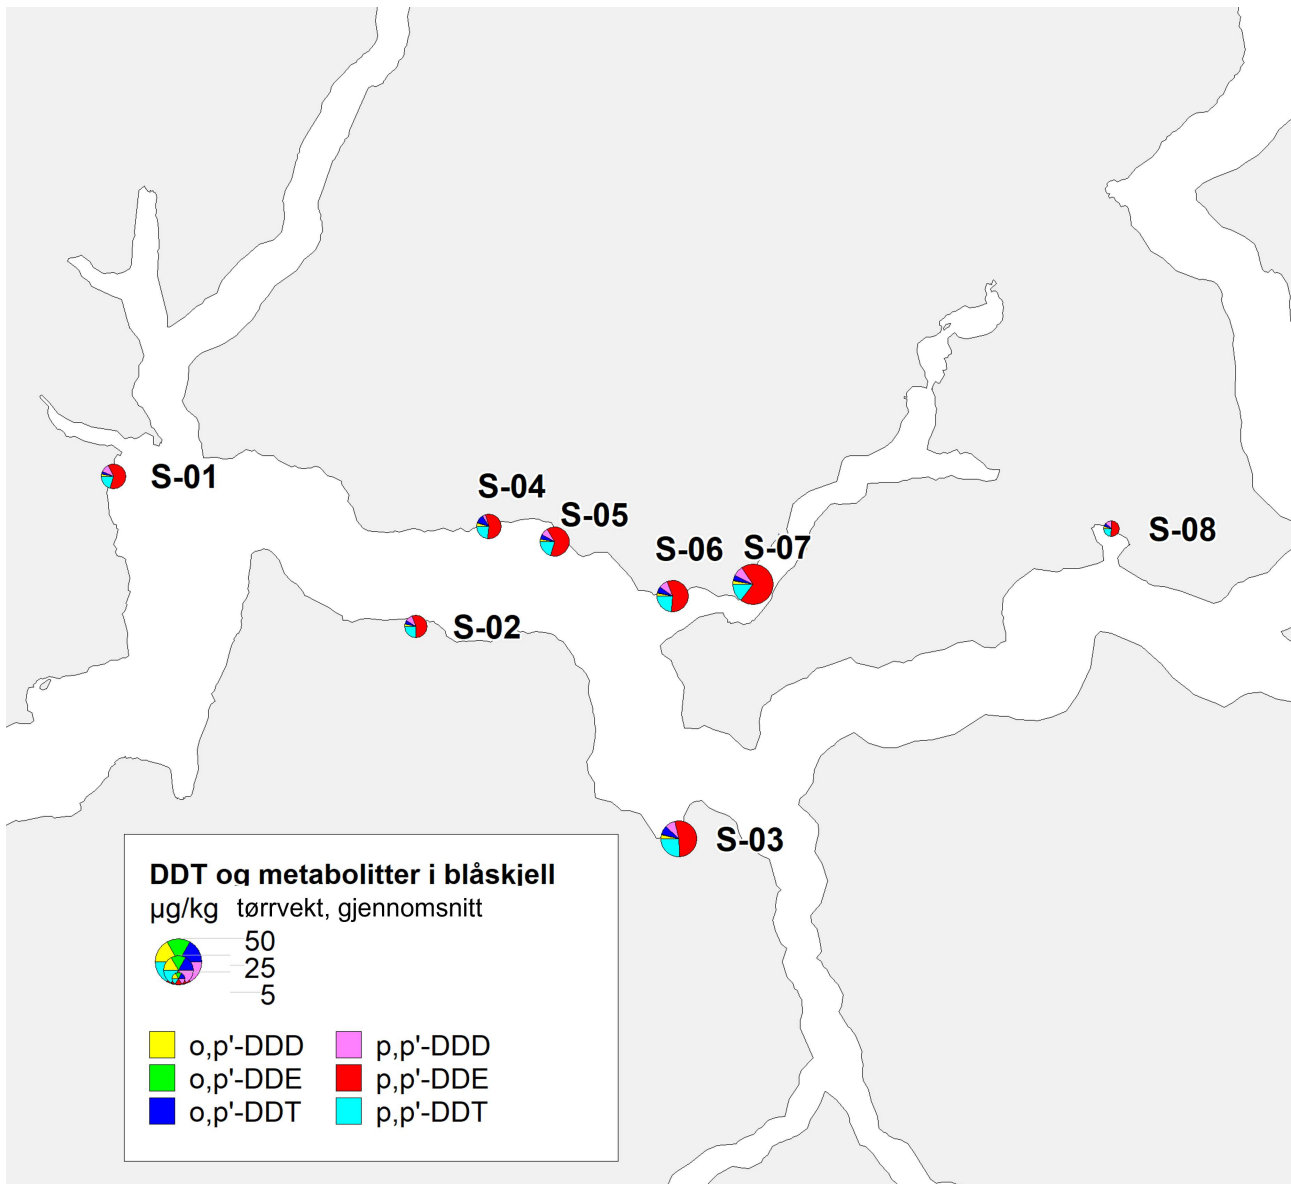 S-01
S-04
S-05
S-06
S-07
S-08
S-02
S-03
DDT og metabolitter i blåskjell
µg/kg tørrvekt, gjennomsnitt
50
25
5
o,p'-DDD p,p'-DDD
o,p'-DDE p,p'-DDE
o,p'-DDT p,p'-DDT